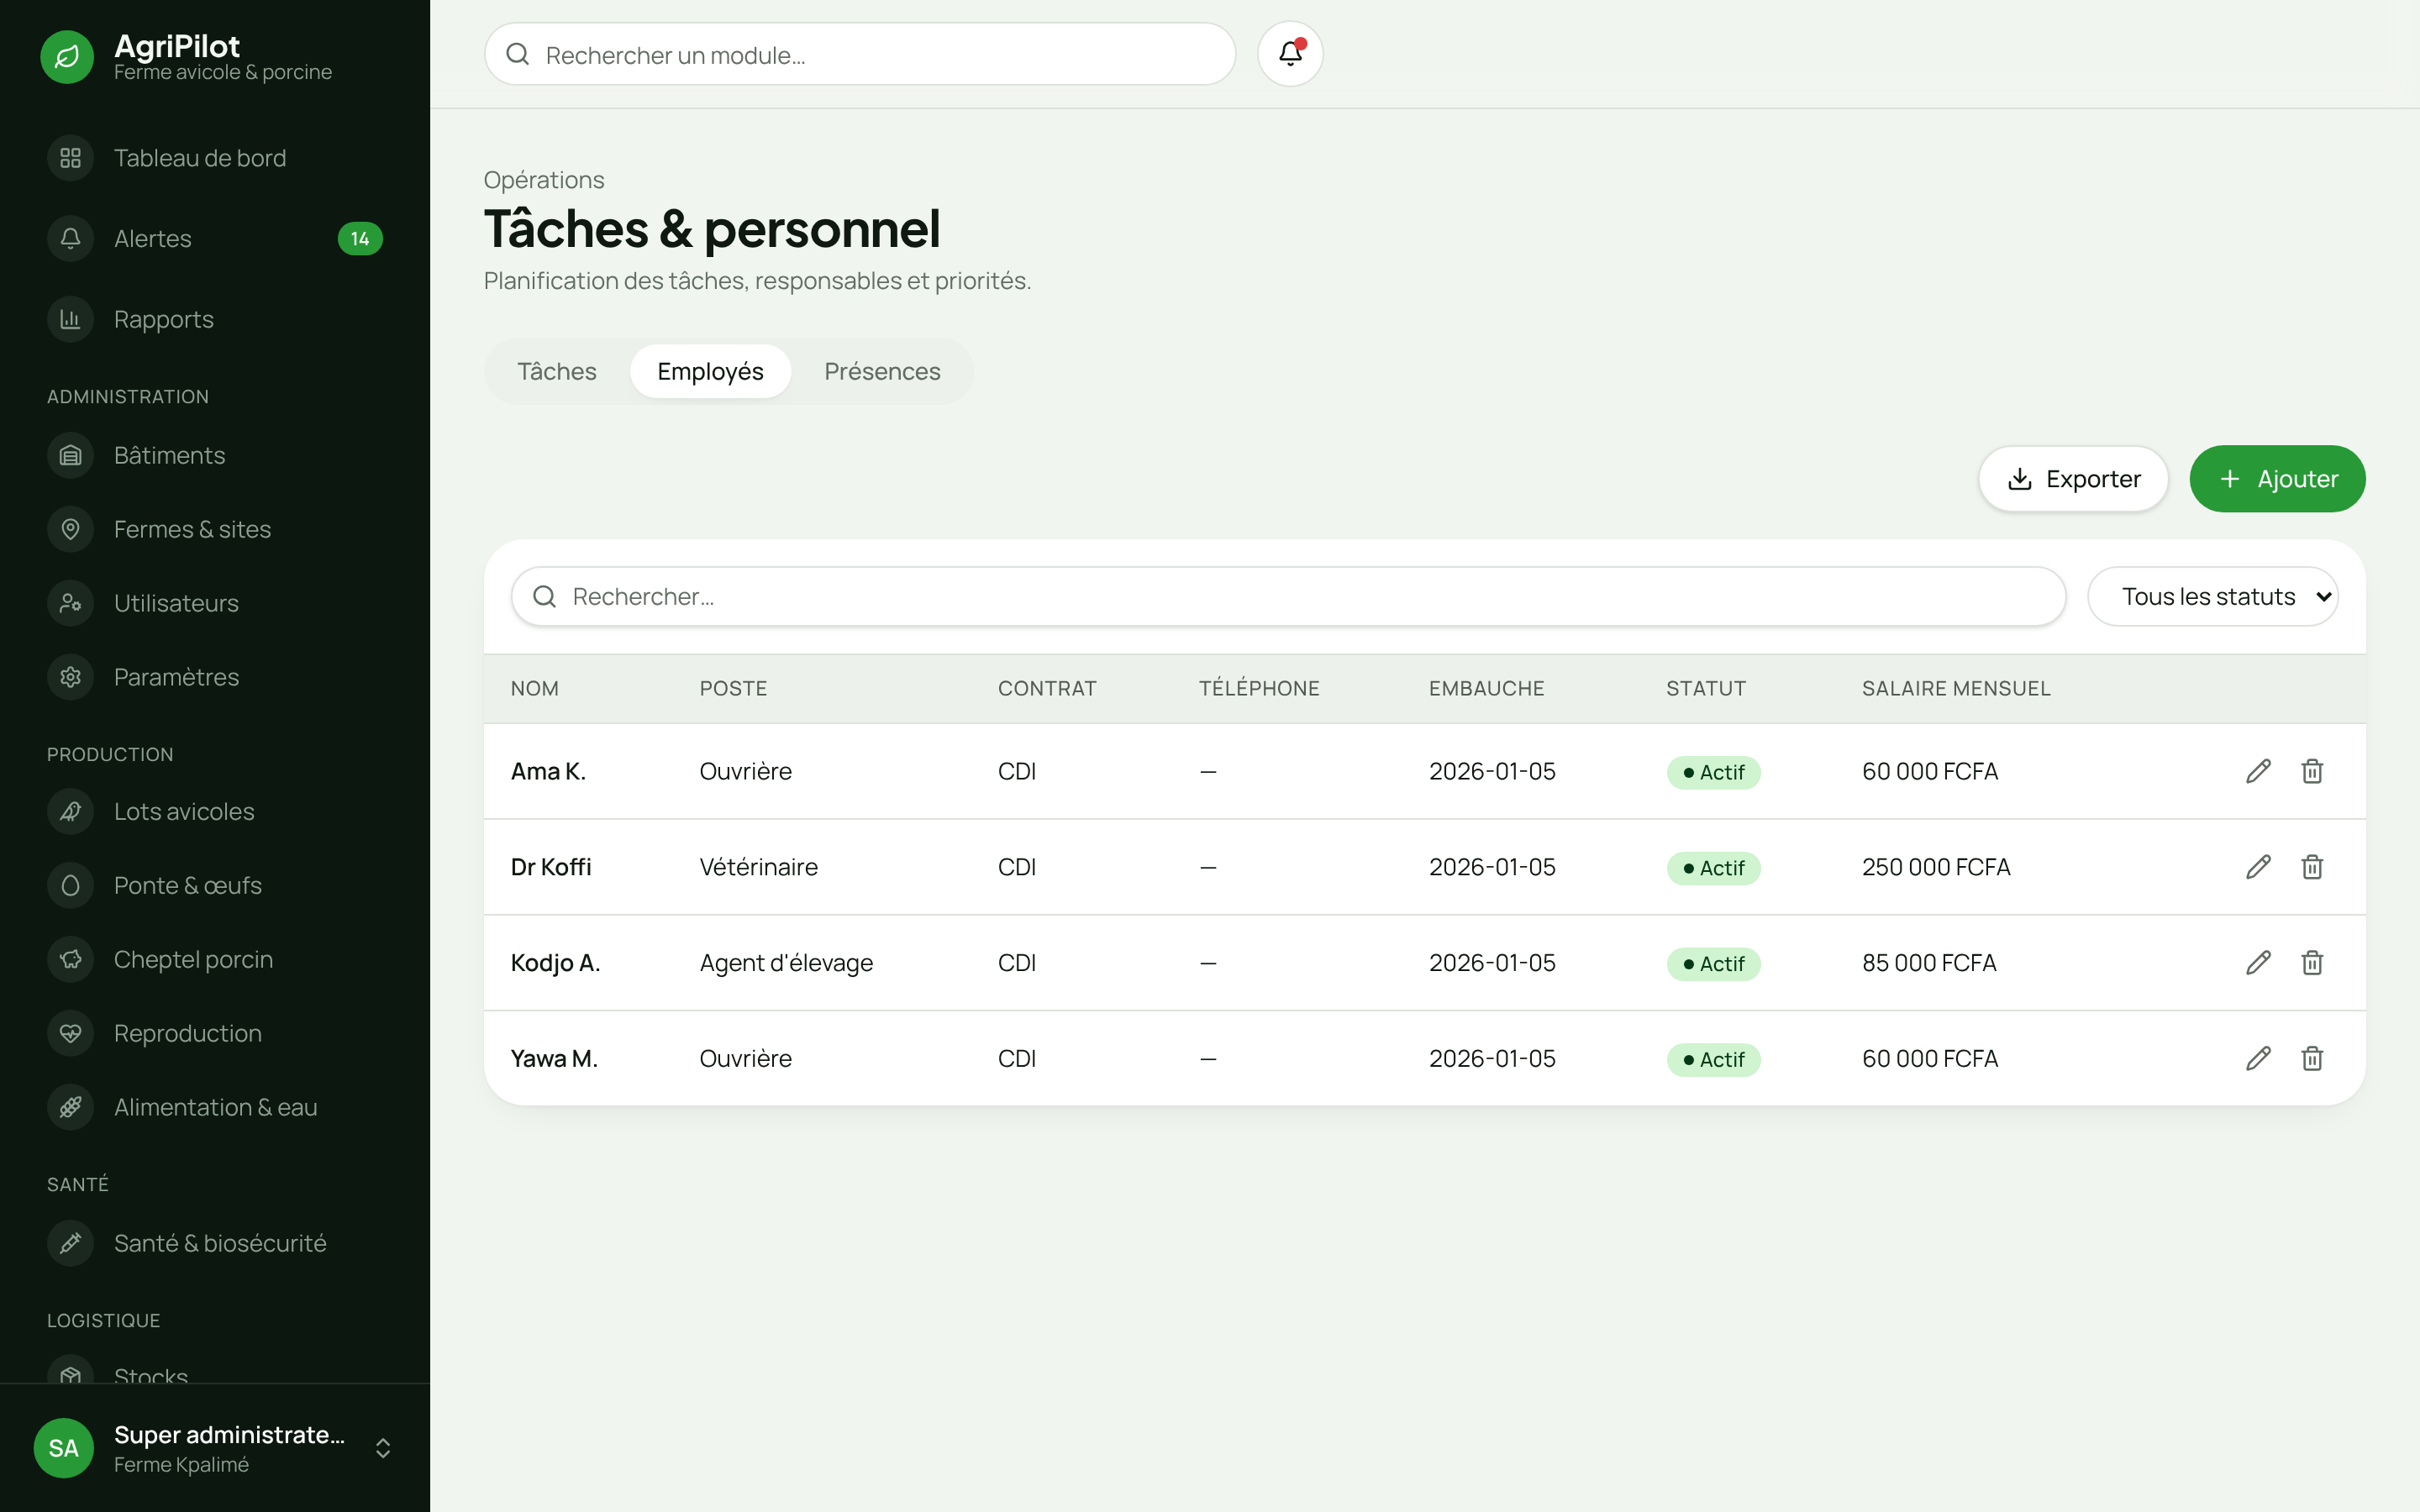 AgriPilot
Ferme avicole & porcine
Tableau de bord
Alertes 14
Rapports
ADMINISTRATION
Bâtiments
Fermes & sites
Utilisateurs
Paramètres
PRODUCTION
Lots avicoles
Ponte & œufs
Cheptel porcin
Reproduction
Alimentation & eau
SANTÉ
Santé & biosécurité
LOGISTIQUE
Stocks
SA
Super administrate...
Ferme Kpalimé
Rechercher un module...
Opérations
Tâches & personnel
Planification des tâches, responsables et priorités.
Tâches Employés Présences
Exporter + Ajouter
Rechercher... Tous les statuts
NOM POSTE CONTRAT TÉLÉPHONE EMBAUCHE STATUT SALAIRE MENSUEL
Ama K. Ouvrière CDI — 2026-01-05 Actif 60 000 FCFA
Dr Koffi Vétérinaire CDI — 2026-01-05 Actif 250 000 FCFA
Kodjo A. Agent d'élevage CDI — 2026-01-05 Actif 85 000 FCFA
Yawa M. Ouvrière CDI — 2026-01-05 Actif 60 000 FCFA